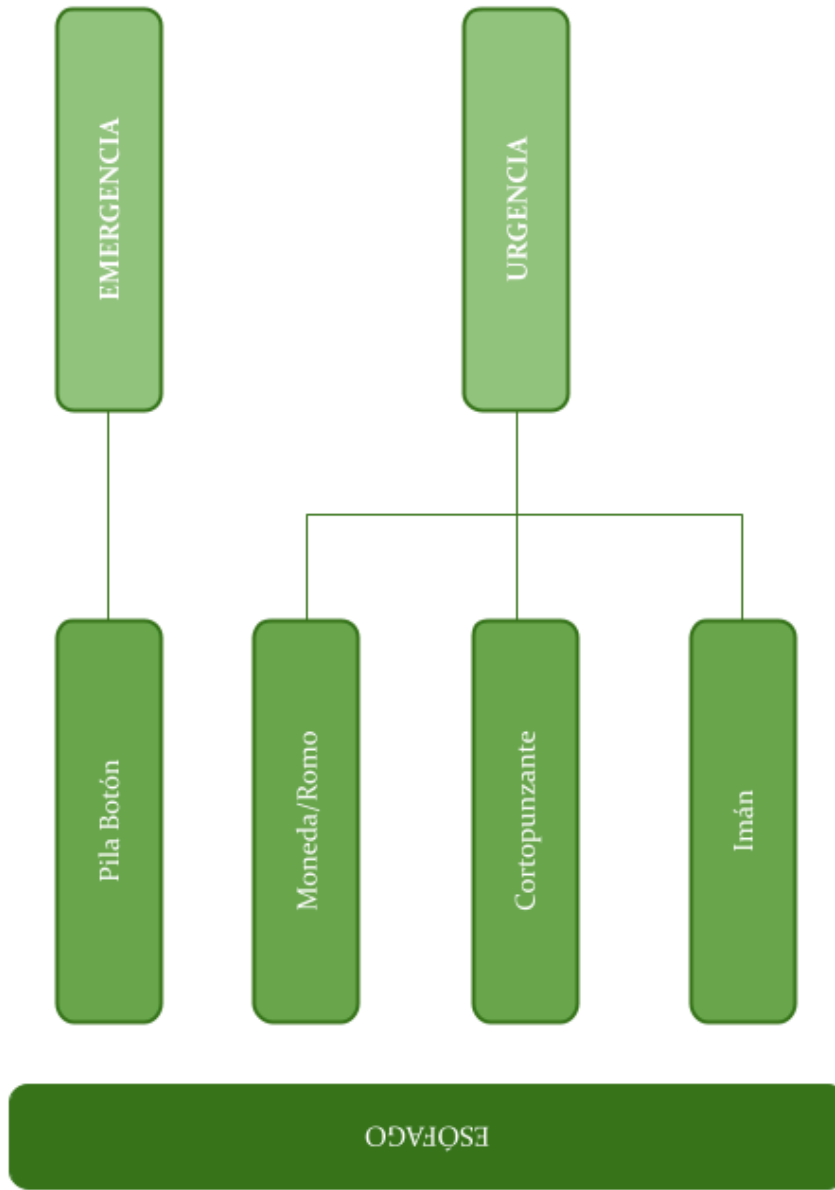 EMERGENCIA
URGENCIA
Pila Botón
Moneda/Romo
Cortopunzante
Imán
ESÓFAGO